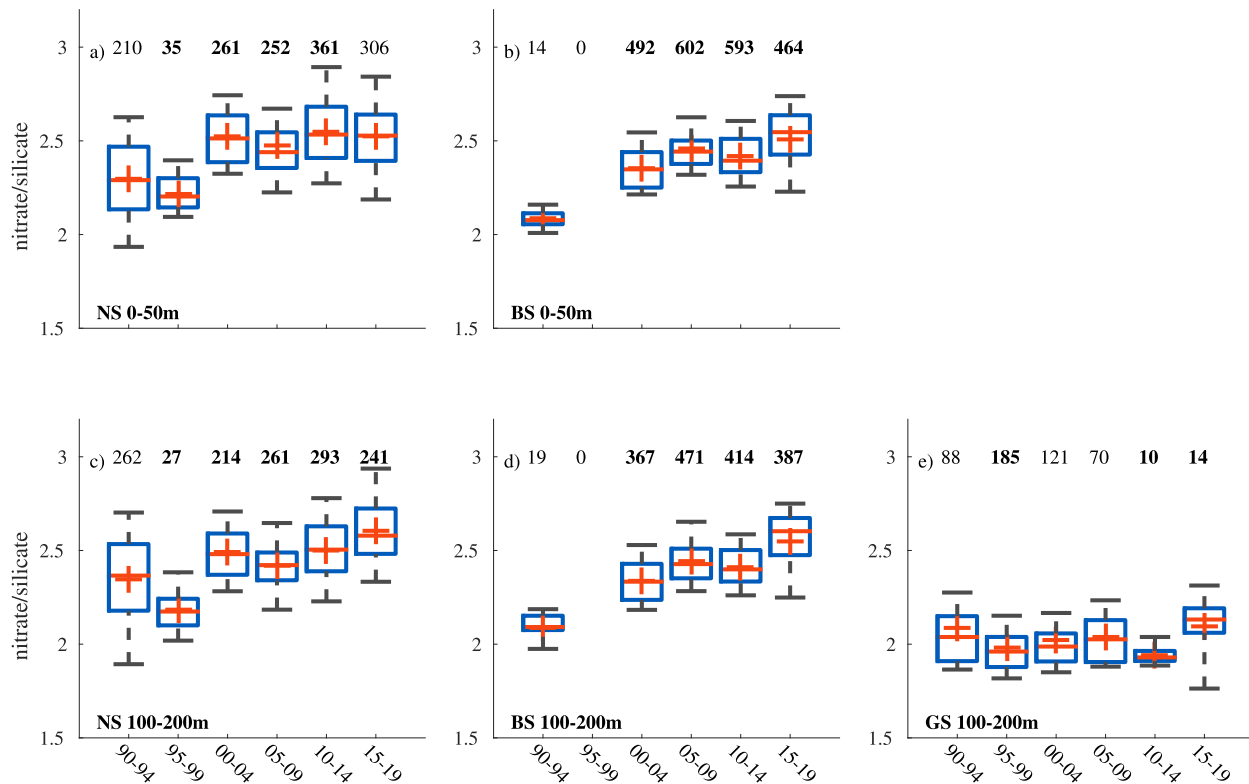 3 a) 210 35 261 252 361 306
2.5
2
1.5
nitrate/silicate
NS 0-50m
3 b) 14 0 492 602 593 464
2.5
2
1.5
BS 0-50m
3 c) 262 27 214 261 293 241
2.5
2
1.5
nitrate/silicate
NS 100-200m
90-94 95-99 00-04 05-09 10-14 15-19
3 d) 19 0 367 471 414 387
2.5
2
1.5
BS 100-200m
90-94 95-99 00-04 05-09 10-14 15-19
3 e) 88 185 121 70 10 14
2.5
2
1.5
GS 100-200m
90-94 95-99 00-04 05-09 10-14 15-19